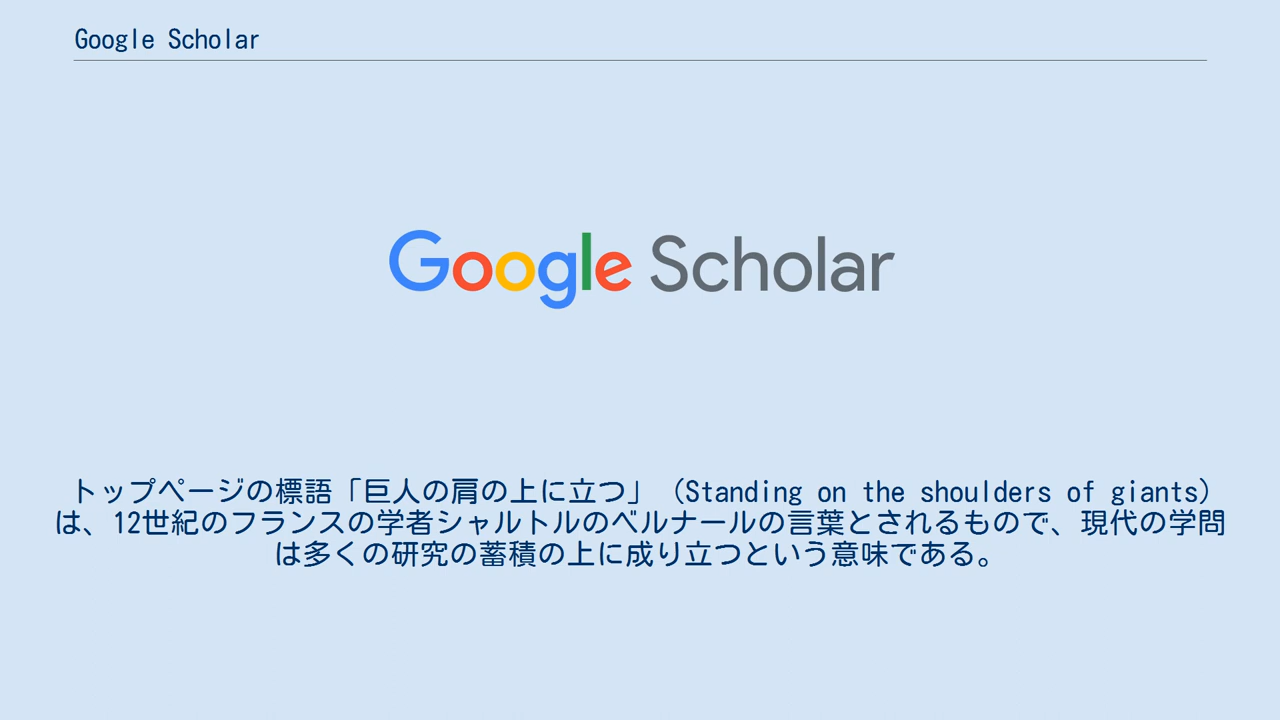 Google Scholar
Google Scholar
トップページの標語「巨人の肩の上に立つ」（Standing on the shoulders of giants）
は、12世紀のフランスの学者シャルトルのベルナールの言葉とされるもので、現代の学問
は多くの研究の蓄積の上に成り立つという意味である。